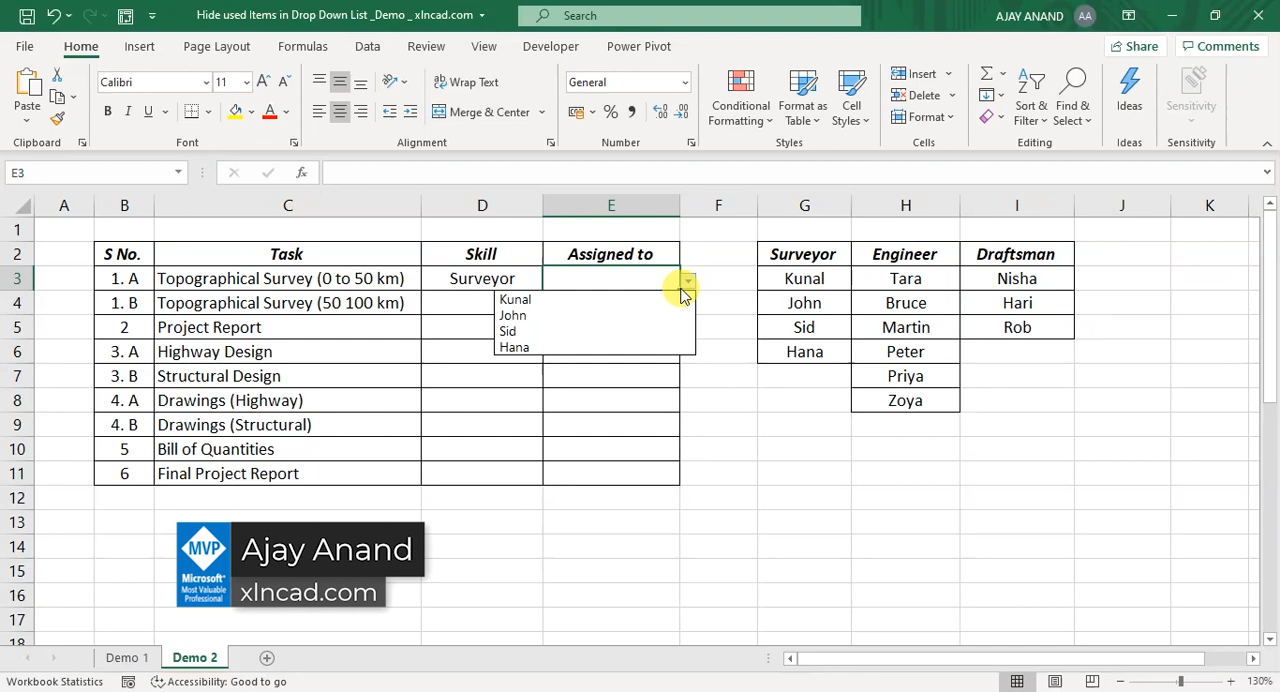 Hide used Items in Drop Down List _Demo _ xlncad.com
Search
AJAY ANAND AA
File Home Insert Page Layout Formulas Data Review View Developer Power Pivot Share Comments
Paste
Calibri 11
B I U
Wrap Text
Merge & Center
General
Conditional Formatting
Format as Table
Cell Styles
Insert
Delete
Format
Sort & Filter
Find & Select
Ideas
Sensitivity
Clipboard Font Alignment Number Styles Cells Editing Ideas Sensitivity
E3 fx
A B C D E F G H I J K
1
2 S No. Task Skill Assigned to Surveyor Engineer Draftsman
3 1. A Topographical Survey (0 to 50 km) Surveyor Kunal Tara Nisha
4 1. B Topographical Survey (50 100 km) John Bruce Hari
5 2 Project Report Sid Martin Rob
6 3. A Highway Design Hana Peter
7 3. B Structural Design Priya
8 4. A Drawings (Highway) Zoya
9 4. B Drawings (Structural)
10 5 Bill of Quantities
11 6 Final Project Report
12
13
14
15
16
17
18
Kunal
John
Sid
Hana
MVP
Microsoft
Most Valuable
Professional
Ajay Anand
xlncad.com
Demo 1 Demo 2
Workbook Statistics Accessibility: Good to go 130%